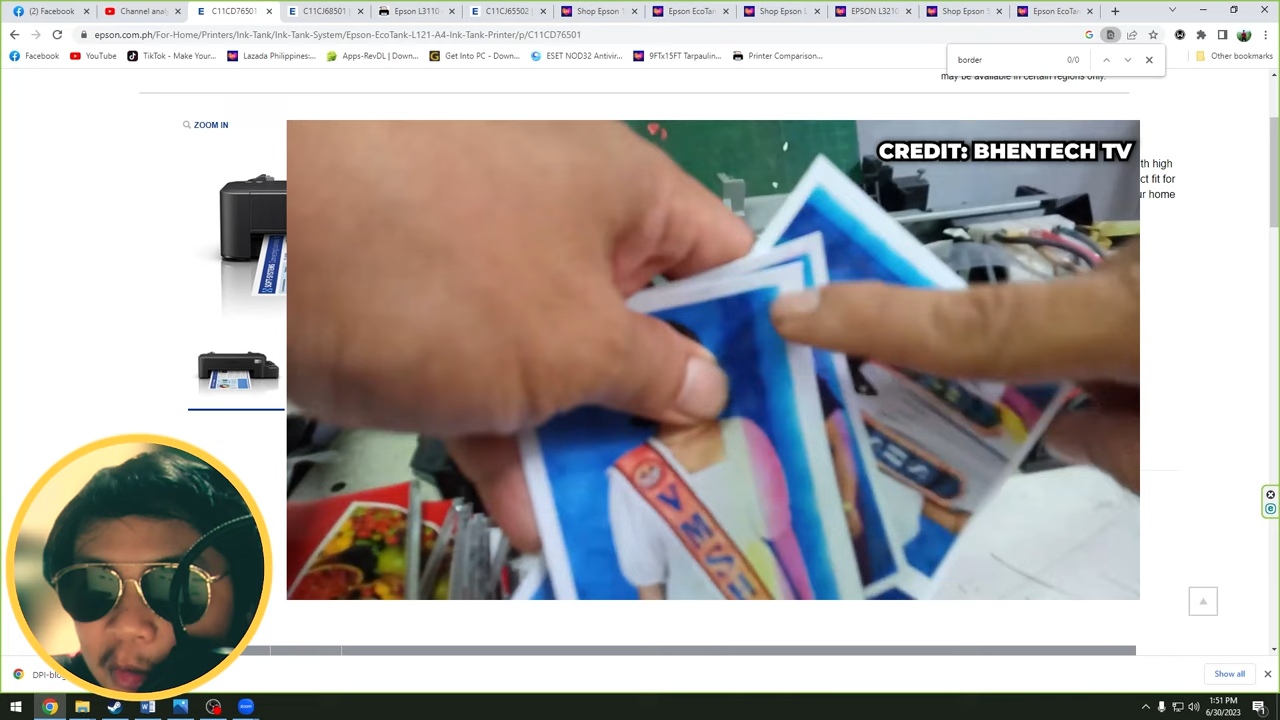 (2) Facebook
Channel analy
C11CD76501
C11CJ68501
Epson L3110
C11CJ65502
Shop Epson 1
Epson EcoTan
Shop Epson L
EPSON L3210
Shop Epson
Epson EcoTan
epson.com.ph/For-Home/Printers/Ink-Tank/Ink-Tank-System/Epson-EcoTank-L121-A4-Ink-Tank-Printer/p/C11CD76501
Facebook
YouTube
TikTok - Make Your...
Lazada Philippines:...
Apps-RevDL | Down...
Get Into PC - Down...
ESET NOD32 Antivir...
9FTx15FT Tarpaulin...
Printer Comparison...
Other bookmarks
border
0/0
may be available in certain regions only.
ZOOM IN
CREDIT: BHENTECH TV
th high
ct fit for
ur home
DPI-blog
Show all
1:51 PM
6/30/2023